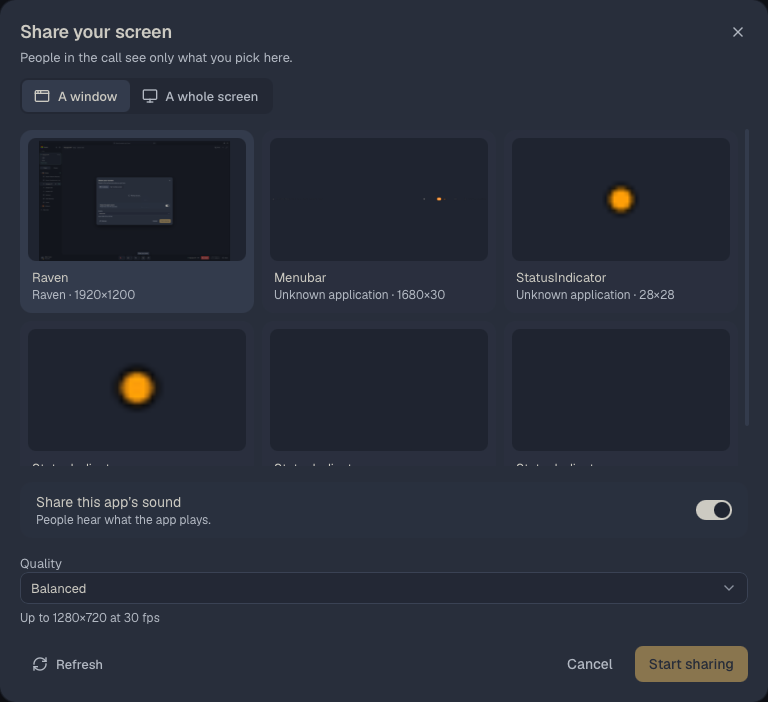 Share your screen
People in the call see only what you pick here.
A window
A whole screen
Raven
Raven · 1920×1200
Menubar
Unknown application · 1680×30
StatusIndicator
Unknown application · 28×28
Share this app's sound
People hear what the app plays.
Quality
Balanced
Up to 1280×720 at 30 fps
Refresh
Cancel
Start sharing